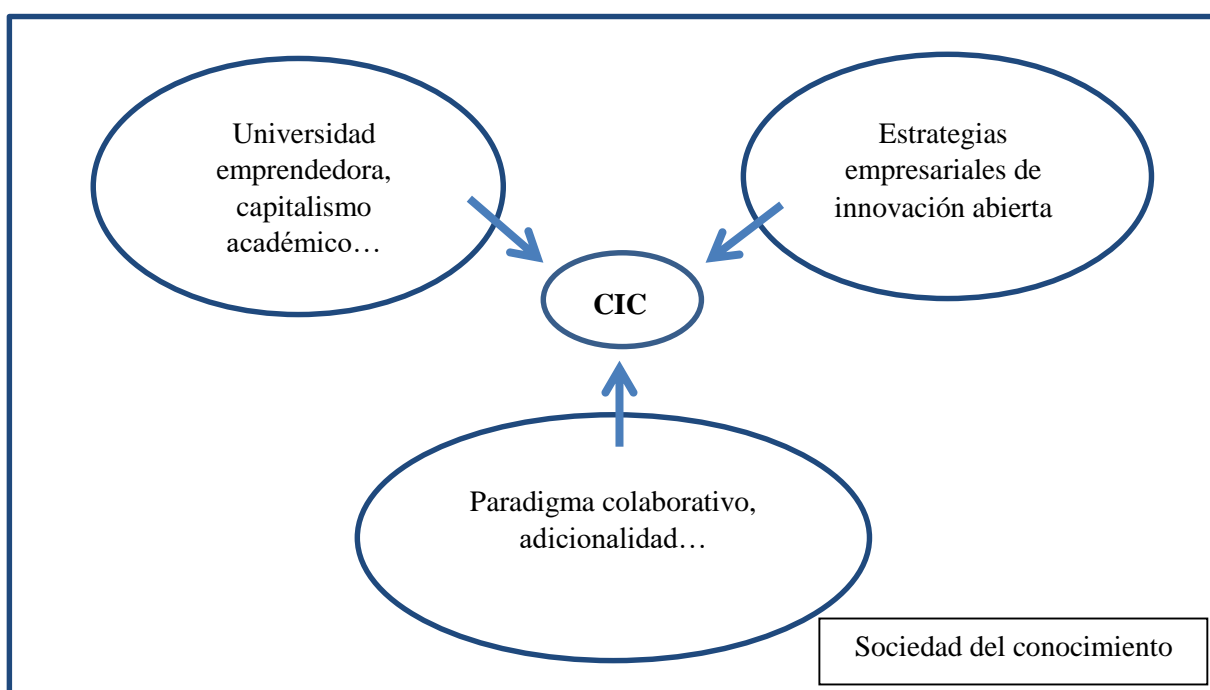 Universidad
emprendedora,
capitalismo
académico…
Estrategias
empresariales de
innovación abierta
CIC
Paradigma colaborativo,
adicionalidad…
Sociedad del conocimiento